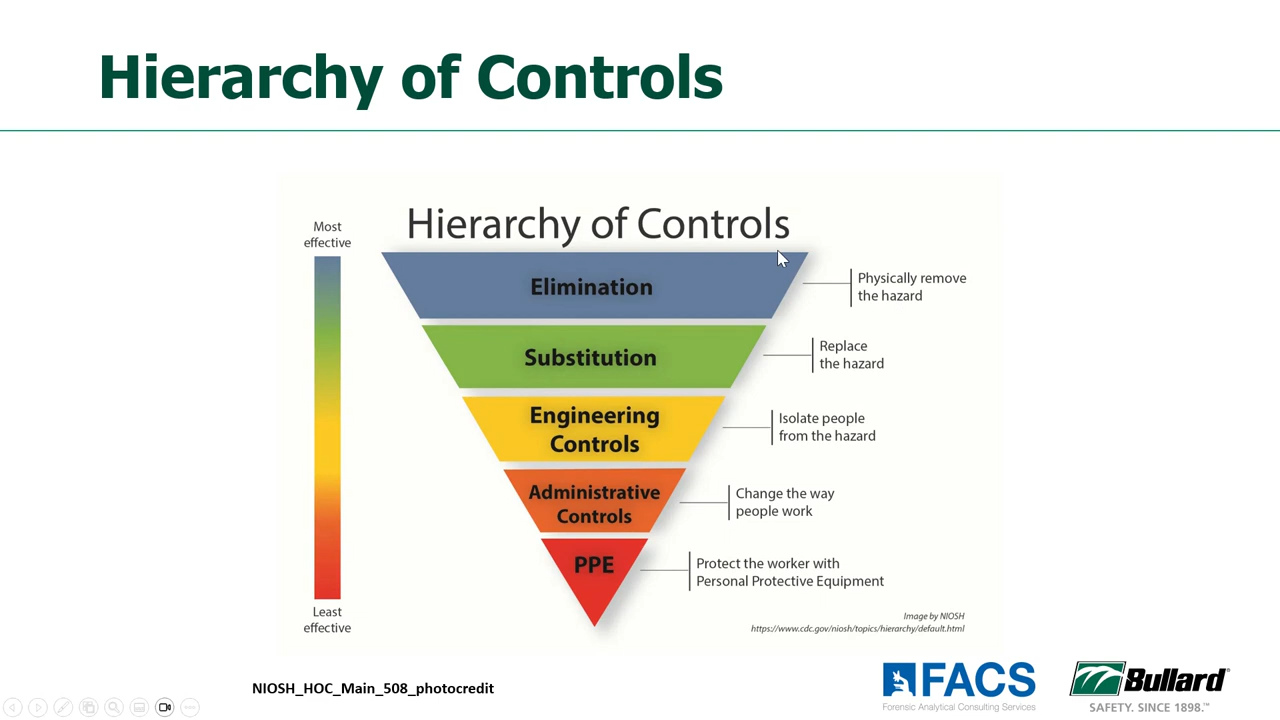 Hierarchy of Controls
Hierarchy of Controls
Most
effective
Elimination
Physically remove
the hazard
Substitution
Replace
the hazard
Engineering
Controls
Isolate people
from the hazard
Administrative
Controls
Change the way
people work
PPE
Protect the worker with
Personal Protective Equipment
Least
effective
Image by NIOSH
https://www.cdc.gov/niosh/topics/hierarchy/default.html
NIOSH_HOC_Main_508_photocredit
FACS
Forensic Analytical Consulting Services
Bullard®
SAFETY. SINCE 1898.™